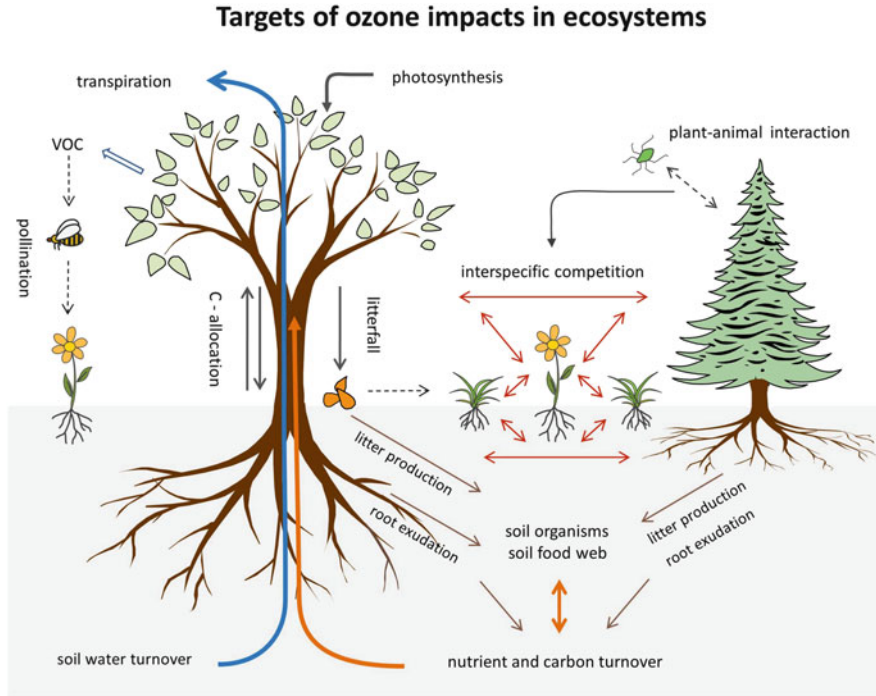 Targets of ozone impacts in ecosystems
transpiration
photosynthesis
VOC
plant-animal interaction
pollination
interspecific competition
C - allocation
litterfall
litter production
root exudation
soil organisms
soil food web
litter production
root exudation
soil water turnover
nutrient and carbon turnover